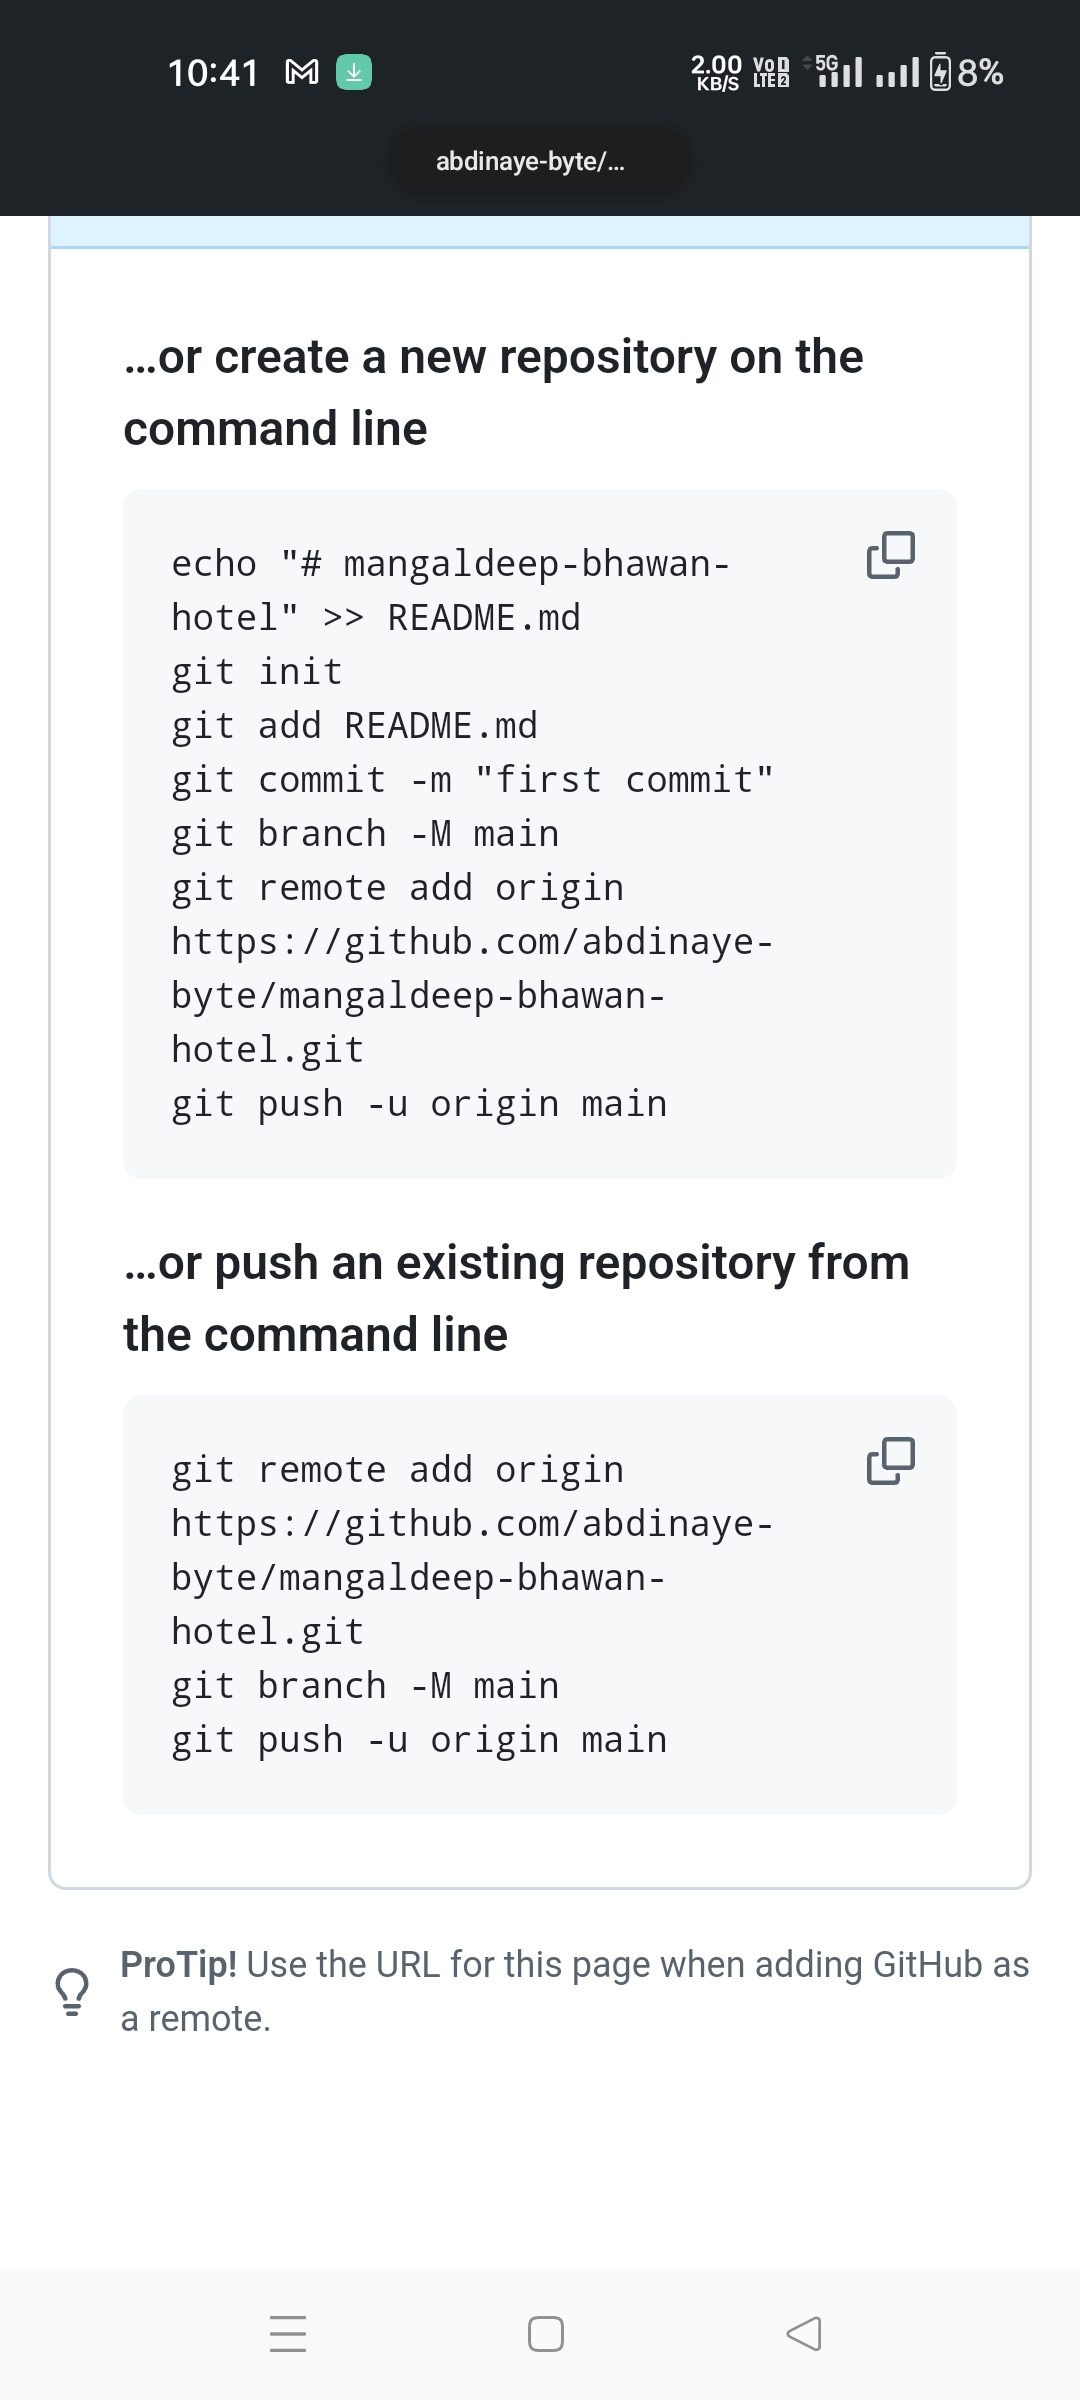 10:41
2.00 KB/S VoLTE 1 2 5G 8%
abdinaye-byte/...
...or create a new repository on the
command line
echo "# mangaldeep-bhawan-
hotel" >> README.md
git init
git add README.md
git commit -m "first commit"
git branch -M main
git remote add origin
https://github.com/abdinaye-
byte/mangaldeep-bhawan-
hotel.git
git push -u origin main
...or push an existing repository from
the command line
git remote add origin
https://github.com/abdinaye-
byte/mangaldeep-bhawan-
hotel.git
git branch -M main
git push -u origin main
ProTip! Use the URL for this page when adding GitHub as
a remote.